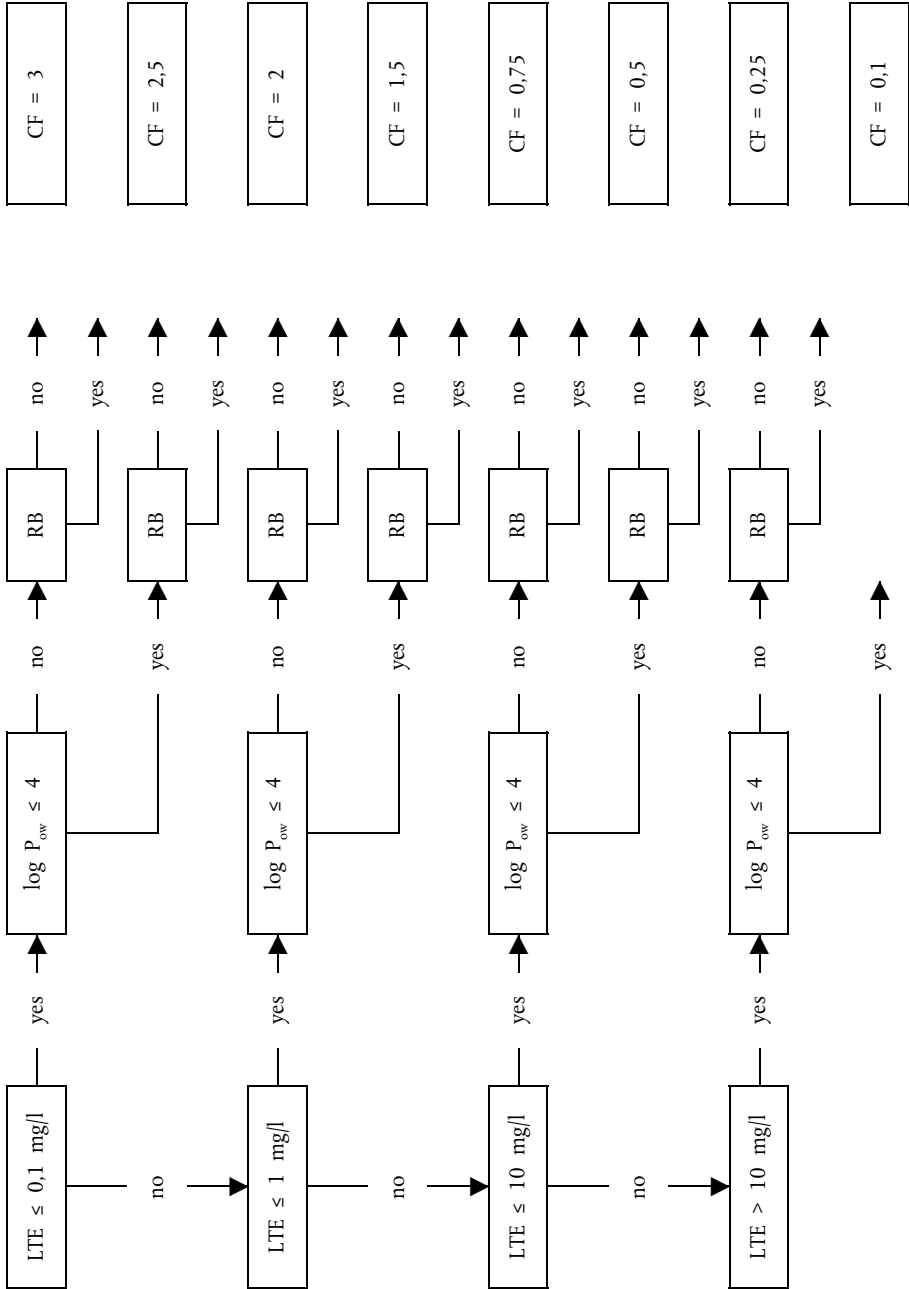 LTE ≤ 0,1 mg/l yes log Pow ≤ 4 no RB no CF = 3
yes
no yes RB no CF = 2,5
yes
LTE ≤ 1 mg/l yes log Pow ≤ 4 no RB no CF = 2
yes
no yes RB no CF = 1,5
yes
LTE ≤ 10 mg/l yes log Pow ≤ 4 no RB no CF = 0,75
yes
no yes RB no CF = 0,5
yes
LTE > 10 mg/l yes log Pow ≤ 4 no RB no CF = 0,25
yes
yes CF = 0,1